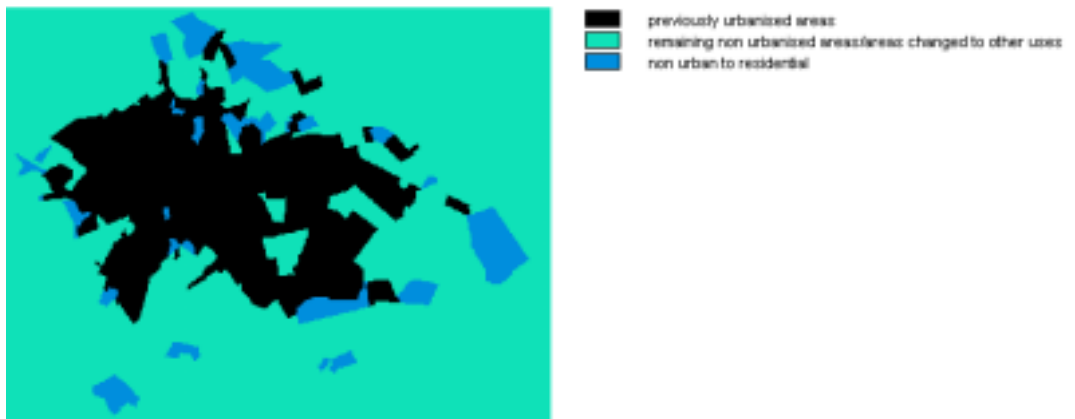 previously urbanised areas
remaining non urbanised areas/areas changed to other uses
non urban to residential